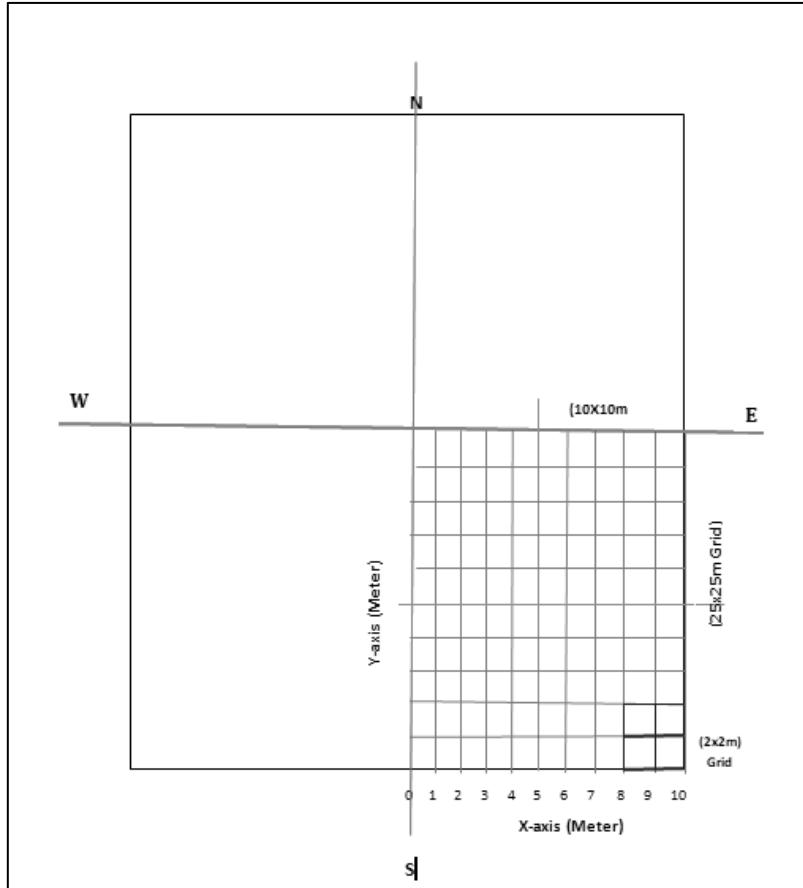 N
W
(10X10m
E
Y-axis (Meter)
(25x25m Grid)
(2x2m)
Grid
0 1 2 3 4 5 6 7 8 9 10
X-axis (Meter)
S